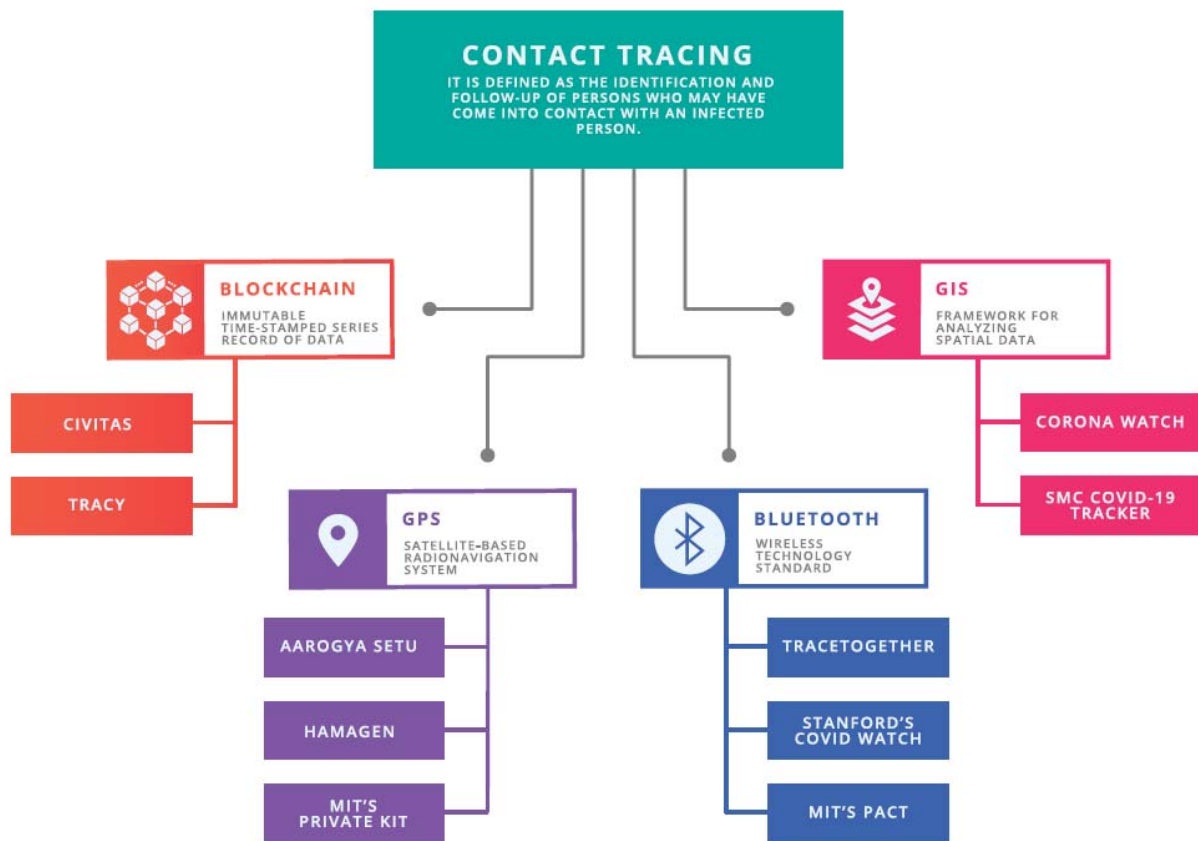 CONTACT TRACING
IT IS DEFINED AS THE IDENTIFICATION AND
FOLLOW-UP OF PERSONS WHO MAY HAVE
COME INTO CONTACT WITH AN INFECTED
PERSON.
BLOCKCHAIN
IMMUTABLE
TIME-STAMPED SERIES
RECORD OF DATA
CIVITAS
TRACY
GPS
SATELLITE-BASED
RADIONAVIGATION
SYSTEM
AAROGYA SETU
HAMAGEN
MIT'S
PRIVATE KIT
BLUETOOTH
WIRELESS
TECHNOLOGY
STANDARD
TRACETOGETHER
STANFORD'S
COVID WATCH
MIT'S PACT
GIS
FRAMEWORK FOR
ANALYZING
SPATIAL DATA
CORONA WATCH
SMC COVID-19
TRACKER